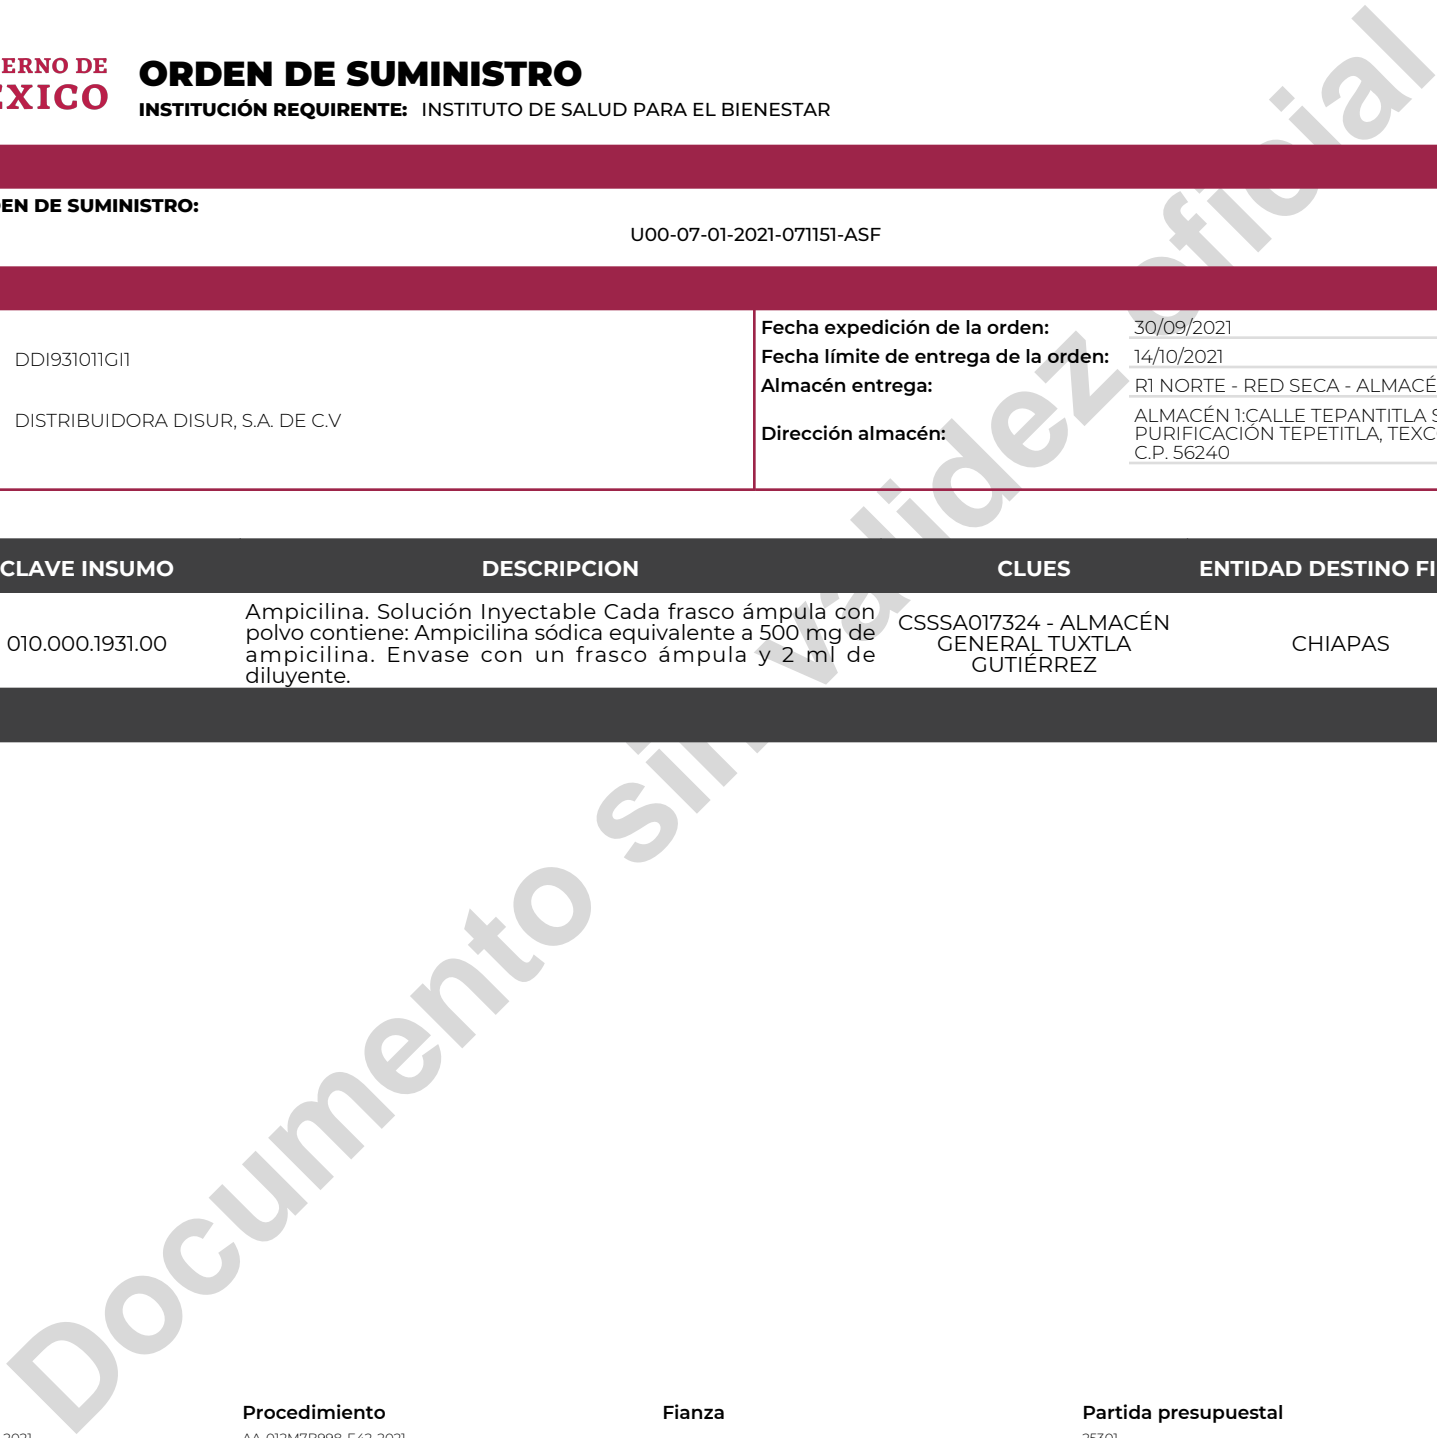 ERNO DE
EXICO
ORDEN DE SUMINISTRO
INSTITUCIÓN REQUIRENTE: INSTITUTO DE SALUD PARA EL BIENESTAR
EN DE SUMINISTRO:
U00-07-01-2021-071151-ASF
DDI931011GI1
DISTRIBUIDORA DISUR, S.A. DE C.V
Fecha expedición de la orden: 30/09/2021
Fecha límite de entrega de la orden: 14/10/2021
Almacén entrega: R1 NORTE - RED SECA - ALMACÉ
Dirección almacén: ALMACÉN 1:CALLE TEPANTITLA S
PURIFICACIÓN TEPETITLA, TEXC
C.P. 56240
CLAVE INSUMO DESCRIPCION CLUES ENTIDAD DESTINO FI
010.000.1931.00
Ampicilina. Solución Inyectable Cada frasco ámpula con
polvo contiene: Ampicilina sódica equivalente a 500 mg de
ampicilina. Envase con un frasco ámpula y 2 ml de
diluyente.
CSSSA017324 - ALMACÉN
GENERAL TUXTLA
GUTIÉRREZ
CHIAPAS
Documento sin validez oficial
Procedimiento Fianza Partida presupuestal